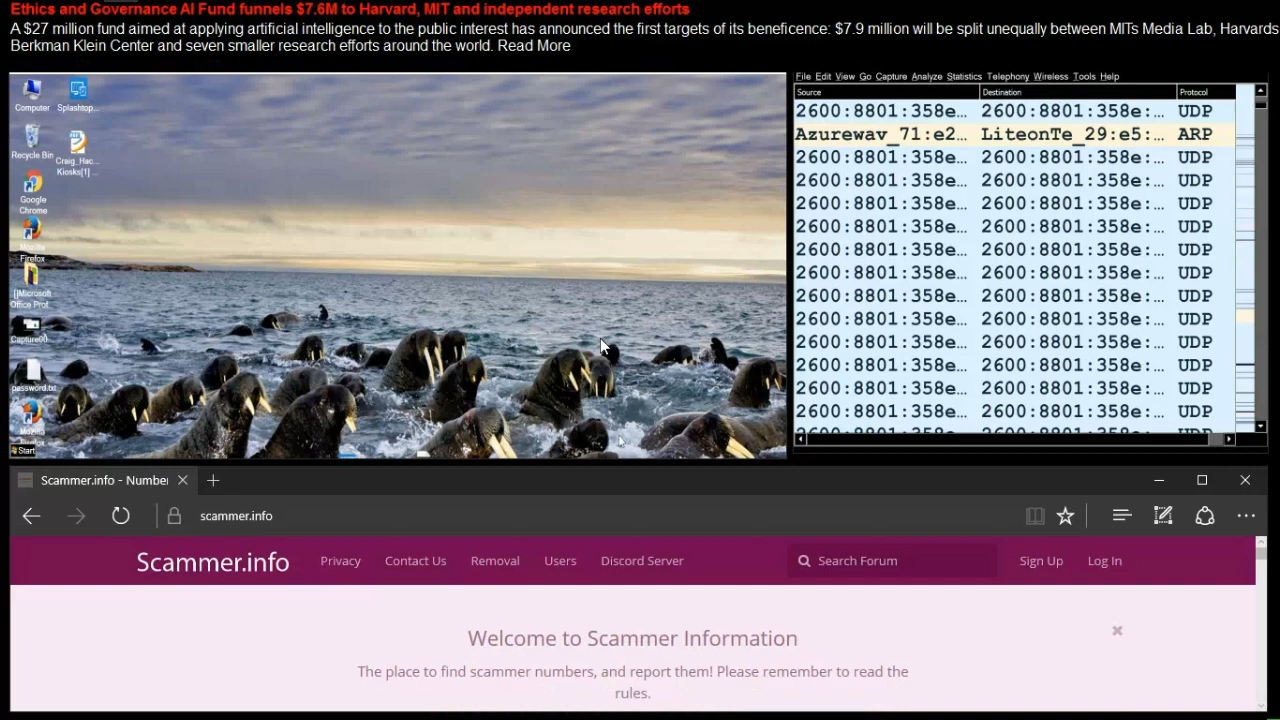 Ethics and Governance AI Fund funnels $7.6M to Harvard, MIT and independent research efforts
A $27 million fund aimed at applying artificial intelligence to the public interest has announced the first targets of its beneficence: $7.9 million will be split unequally between MITs Media Lab, Harvards
Berkman Klein Center and seven smaller research efforts around the world. Read More
Computer
Splashtop...
Recycle Bin
Craig_Hac...
Kiosks[1] ...
Google
Chrome
Mozilla
Firefox
[]Microsoft
Office Prof...
Capture00...
password.txt
Mozilla
Firefox
Start
File Edit View Go Capture Analyze Statistics Telephony Wireless Tools Help
Source Destination Protocol
2600:8801:358e… 2600:8801:358e:… UDP
Azurewav_71:e2… LiteonTe_29:e5:… ARP
2600:8801:358e… 2600:8801:358e:… UDP
2600:8801:358e… 2600:8801:358e:… UDP
2600:8801:358e… 2600:8801:358e:… UDP
2600:8801:358e… 2600:8801:358e:… UDP
2600:8801:358e… 2600:8801:358e:… UDP
2600:8801:358e… 2600:8801:358e:… UDP
2600:8801:358e… 2600:8801:358e:… UDP
2600:8801:358e… 2600:8801:358e:… UDP
2600:8801:358e… 2600:8801:358e:… UDP
2600:8801:358e… 2600:8801:358e:… UDP
2600:8801:358e… 2600:8801:358e:… UDP
2600:8801:358e… 2600:8801:358e:… UDP
Scammer.info - Number
scammer.info
Scammer.info Privacy Contact Us Removal Users Discord Server Search Forum Sign Up Log In
Welcome to Scammer Information
The place to find scammer numbers, and report them! Please remember to read the
rules.